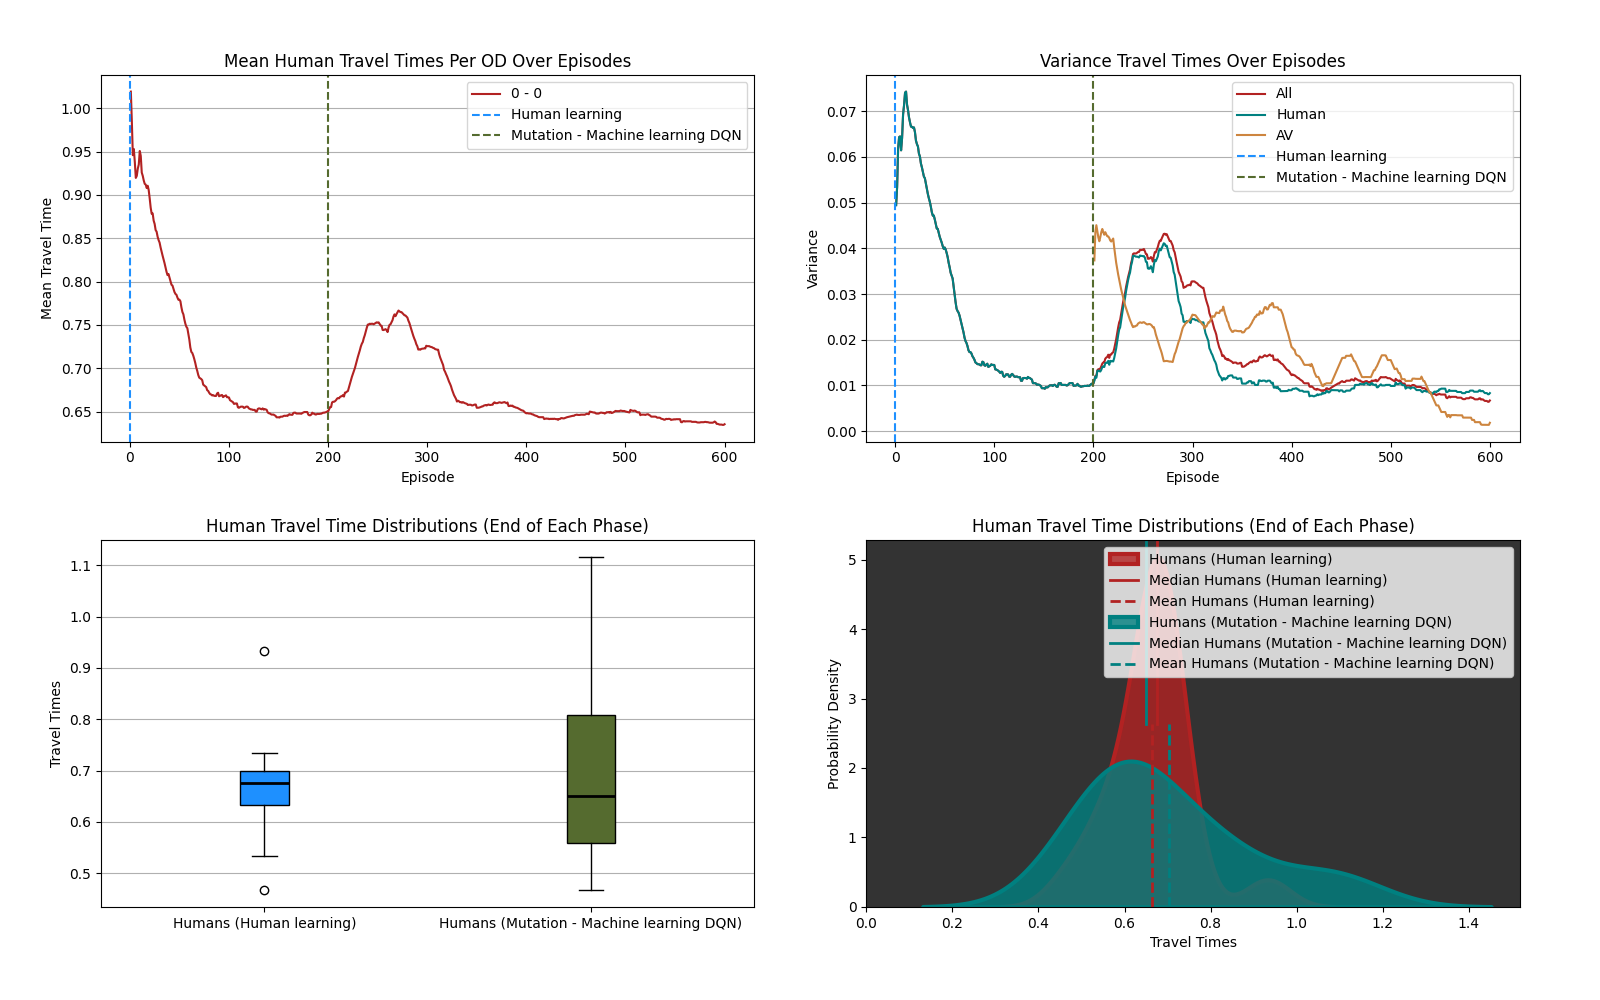 Mean Human Travel Times Per OD Over Episodes
1.00
0.95
0.90
0.85
0.80
0.75
0.70
0.65
Mean Travel Time
0 - 0
Human learning
Mutation - Machine learning DQN
0 100 200 300 400 500 600
Episode
Variance Travel Times Over Episodes
0.07
0.06
0.05
0.04
0.03
0.02
0.01
0.00
Variance
All
Human
AV
Human learning
Mutation - Machine learning DQN
0 100 200 300 400 500 600
Episode
Human Travel Time Distributions (End of Each Phase)
1.1
1.0
0.9
0.8
0.7
0.6
0.5
Travel Times
Humans (Human learning) Humans (Mutation - Machine learning DQN)
Human Travel Time Distributions (End of Each Phase)
5
4
3
2
1
0
Probability Density
Humans (Human learning)
Median Humans (Human learning)
Mean Humans (Human learning)
Humans (Mutation - Machine learning DQN)
Median Humans (Mutation - Machine learning DQN)
Mean Humans (Mutation - Machine learning DQN)
0.0 0.2 0.4 0.6 0.8 1.0 1.2 1.4
Travel Times